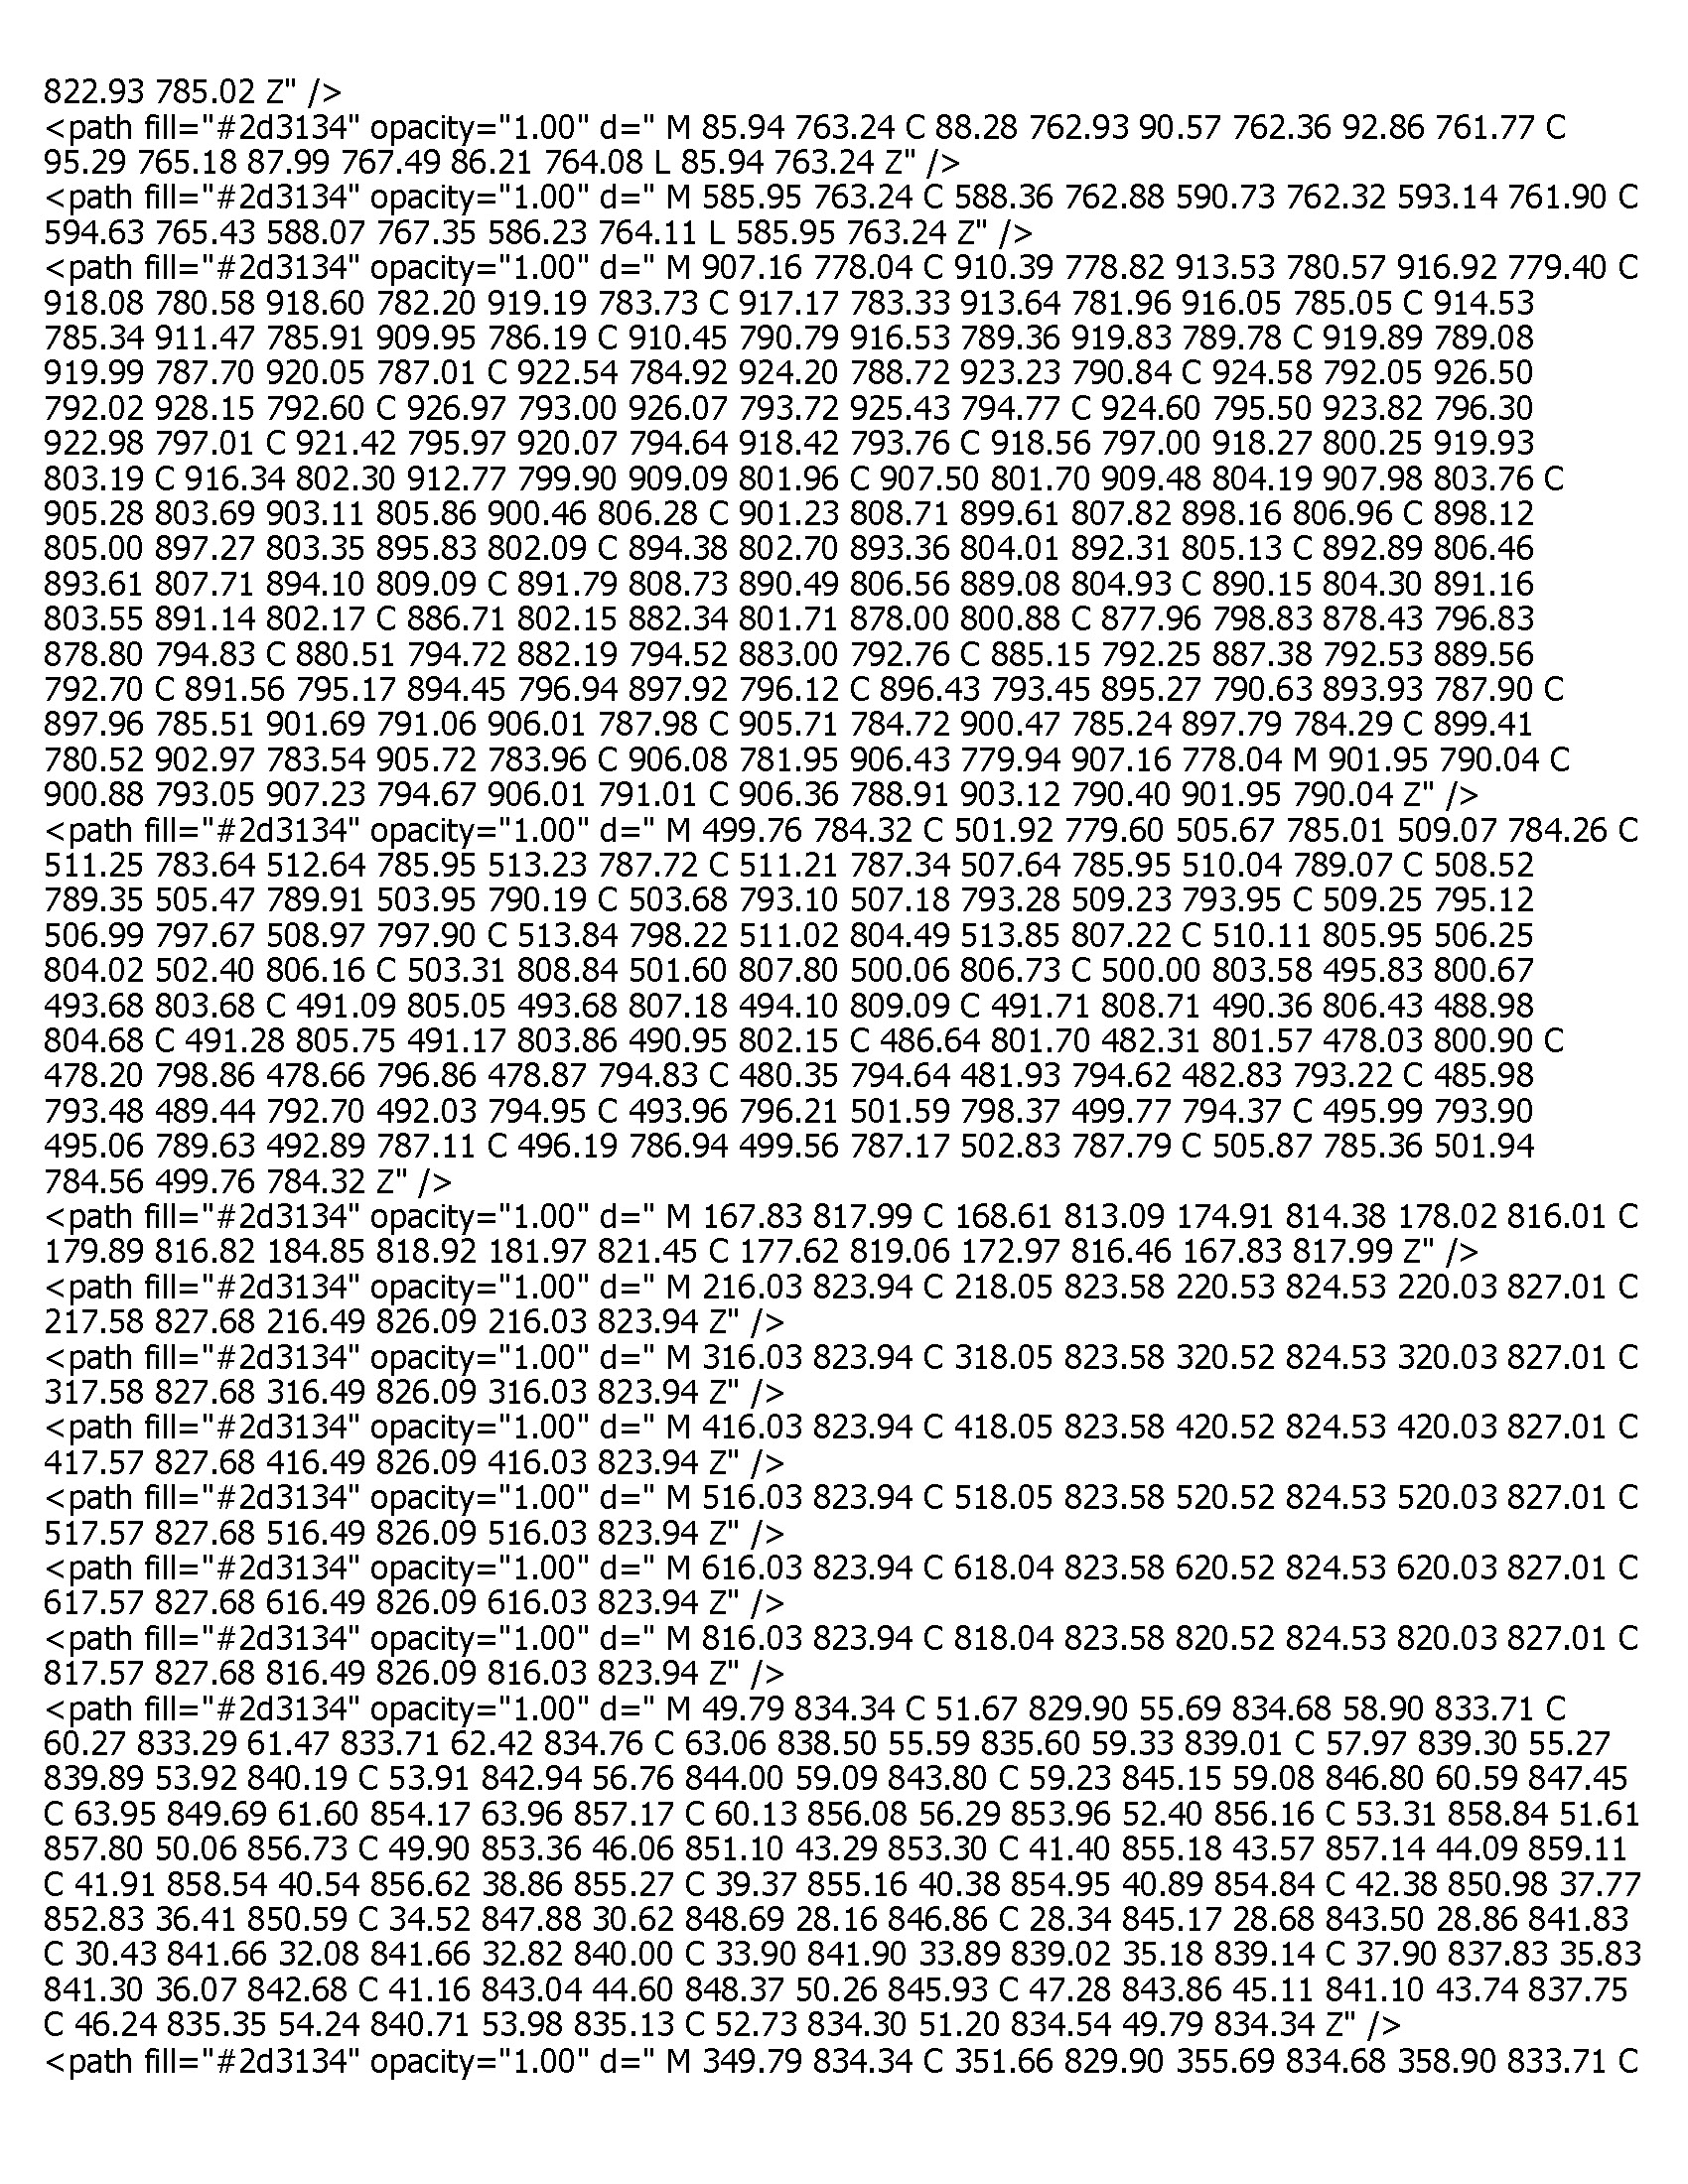 822.93 785.02 Z" />
<path fill="#2d3134" opacity="1.00" d=" M 85.94 763.24 C 88.28 762.93 90.57 762.36 92.86 761.77 C
95.29 765.18 87.99 767.49 86.21 764.08 L 85.94 763.24 Z" />
<path fill="#2d3134" opacity="1.00" d=" M 585.95 763.24 C 588.36 762.88 590.73 762.32 593.14 761.90 C
594.63 765.43 588.07 767.35 586.23 764.11 L 585.95 763.24 Z" />
<path fill="#2d3134" opacity="1.00" d=" M 907.16 778.04 C 910.39 778.82 913.53 780.57 916.92 779.40 C
918.08 780.58 918.60 782.20 919.19 783.73 C 917.17 783.33 913.64 781.96 916.05 785.05 C 914.53
785.34 911.47 785.91 909.95 786.19 C 910.45 790.79 916.53 789.36 919.83 789.78 C 919.89 789.08
919.99 787.70 920.05 787.01 C 922.54 784.92 924.20 788.72 923.23 790.84 C 924.58 792.05 926.50
792.02 928.15 792.60 C 926.97 793.00 926.07 793.72 925.43 794.77 C 924.60 795.50 923.82 796.30
922.98 797.01 C 921.42 795.97 920.07 794.64 918.42 793.76 C 918.56 797.00 918.27 800.25 919.93
803.19 C 916.34 802.30 912.77 799.90 909.09 801.96 C 907.50 801.70 909.48 804.19 907.98 803.76 C
905.28 803.69 903.11 805.86 900.46 806.28 C 901.23 808.71 899.61 807.82 898.16 806.96 C 898.12
805.00 897.27 803.35 895.83 802.09 C 894.38 802.70 893.36 804.01 892.31 805.13 C 892.89 806.46
893.61 807.71 894.10 809.09 C 891.79 808.73 890.49 806.56 889.08 804.93 C 890.15 804.30 891.16
803.55 891.14 802.17 C 886.71 802.15 882.34 801.71 878.00 800.88 C 877.96 798.83 878.43 796.83
878.80 794.83 C 880.51 794.72 882.19 794.52 883.00 792.76 C 885.15 792.25 887.38 792.53 889.56
792.70 C 891.56 795.17 894.45 796.94 897.92 796.12 C 896.43 793.45 895.27 790.63 893.93 787.90 C
897.96 785.51 901.69 791.06 906.01 787.98 C 905.71 784.72 900.47 785.24 897.79 784.29 C 899.41
780.52 902.97 783.54 905.72 783.96 C 906.08 781.95 906.43 779.94 907.16 778.04 M 901.95 790.04 C
900.88 793.05 907.23 794.67 906.01 791.01 C 906.36 788.91 903.12 790.40 901.95 790.04 Z" />
<path fill="#2d3134" opacity="1.00" d=" M 499.76 784.32 C 501.92 779.60 505.67 785.01 509.07 784.26 C
511.25 783.64 512.64 785.95 513.23 787.72 C 511.21 787.34 507.64 785.95 510.04 789.07 C 508.52
789.35 505.47 789.91 503.95 790.19 C 503.68 793.10 507.18 793.28 509.23 793.95 C 509.25 795.12
506.99 797.67 508.97 797.90 C 513.84 798.22 511.02 804.49 513.85 807.22 C 510.11 805.95 506.25
804.02 502.40 806.16 C 503.31 808.84 501.60 807.80 500.06 806.73 C 500.00 803.58 495.83 800.67
493.68 803.68 C 491.09 805.05 493.68 807.18 494.10 809.09 C 491.71 808.71 490.36 806.43 488.98
804.68 C 491.28 805.75 491.17 803.86 490.95 802.15 C 486.64 801.70 482.31 801.57 478.03 800.90 C
478.20 798.86 478.66 796.86 478.87 794.83 C 480.35 794.64 481.93 794.62 482.83 793.22 C 485.98
793.48 489.44 792.70 492.03 794.95 C 493.96 796.21 501.59 798.37 499.77 794.37 C 495.99 793.90
495.06 789.63 492.89 787.11 C 496.19 786.94 499.56 787.17 502.83 787.79 C 505.87 785.36 501.94
784.56 499.76 784.32 Z" />
<path fill="#2d3134" opacity="1.00" d=" M 167.83 817.99 C 168.61 813.09 174.91 814.38 178.02 816.01 C
179.89 816.82 184.85 818.92 181.97 821.45 C 177.62 819.06 172.97 816.46 167.83 817.99 Z" />
<path fill="#2d3134" opacity="1.00" d=" M 216.03 823.94 C 218.05 823.58 220.53 824.53 220.03 827.01 C
217.58 827.68 216.49 826.09 216.03 823.94 Z" />
<path fill="#2d3134" opacity="1.00" d=" M 316.03 823.94 C 318.05 823.58 320.52 824.53 320.03 827.01 C
317.58 827.68 316.49 826.09 316.03 823.94 Z" />
<path fill="#2d3134" opacity="1.00" d=" M 416.03 823.94 C 418.05 823.58 420.52 824.53 420.03 827.01 C
417.57 827.68 416.49 826.09 416.03 823.94 Z" />
<path fill="#2d3134" opacity="1.00" d=" M 516.03 823.94 C 518.05 823.58 520.52 824.53 520.03 827.01 C
517.57 827.68 516.49 826.09 516.03 823.94 Z" />
<path fill="#2d3134" opacity="1.00" d=" M 616.03 823.94 C 618.04 823.58 620.52 824.53 620.03 827.01 C
617.57 827.68 616.49 826.09 616.03 823.94 Z" />
<path fill="#2d3134" opacity="1.00" d=" M 816.03 823.94 C 818.04 823.58 820.52 824.53 820.03 827.01 C
817.57 827.68 816.49 826.09 816.03 823.94 Z" />
<path fill="#2d3134" opacity="1.00" d=" M 49.79 834.34 C 51.67 829.90 55.69 834.68 58.90 833.71 C
60.27 833.29 61.47 833.71 62.42 834.76 C 63.06 838.50 55.59 835.60 59.33 839.01 C 57.97 839.30 55.27
839.89 53.92 840.19 C 53.91 842.94 56.76 844.00 59.09 843.80 C 59.23 845.15 59.08 846.80 60.59 847.45
C 63.95 849.69 61.60 854.17 63.96 857.17 C 60.13 856.08 56.29 853.96 52.40 856.16 C 53.31 858.84 51.61
857.80 50.06 856.73 C 49.90 853.36 46.06 851.10 43.29 853.30 C 41.40 855.18 43.57 857.14 44.09 859.11
C 41.91 858.54 40.54 856.62 38.86 855.27 C 39.37 855.16 40.38 854.95 40.89 854.84 C 42.38 850.98 37.77
852.83 36.41 850.59 C 34.52 847.88 30.62 848.69 28.16 846.86 C 28.34 845.17 28.68 843.50 28.86 841.83
C 30.43 841.66 32.08 841.66 32.82 840.00 C 33.90 841.90 33.89 839.02 35.18 839.14 C 37.90 837.83 35.83
841.30 36.07 842.68 C 41.16 843.04 44.60 848.37 50.26 845.93 C 47.28 843.86 45.11 841.10 43.74 837.75
C 46.24 835.35 54.24 840.71 53.98 835.13 C 52.73 834.30 51.20 834.54 49.79 834.34 Z" />
<path fill="#2d3134" opacity="1.00" d=" M 349.79 834.34 C 351.66 829.90 355.69 834.68 358.90 833.71 C